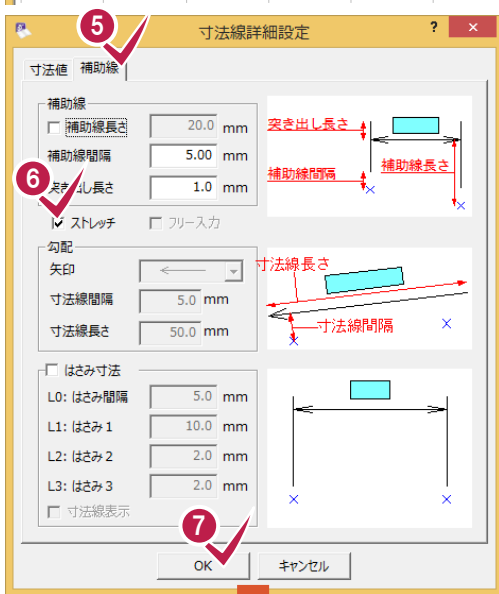 5
寸法線詳細設定 ? ×
寸法値 補助線
補助線
補助線長さ 20.0 mm
補助線間隔 5.00 mm
突き出し長さ 1.0 mm
突き出し長さ
補助線間隔
補助線長さ
6
ストレッチ フリー入力
勾配
矢印
寸法線間隔 5.0 mm
寸法線長さ 50.0 mm
寸法線長さ
寸法線間隔
はさみ寸法
L0: はさみ間隔 5.0 mm
L1: はさみ1 10.0 mm
L2: はさみ2 2.0 mm
L3: はさみ3 2.0 mm
寸法線表示
7
OK キャンセル